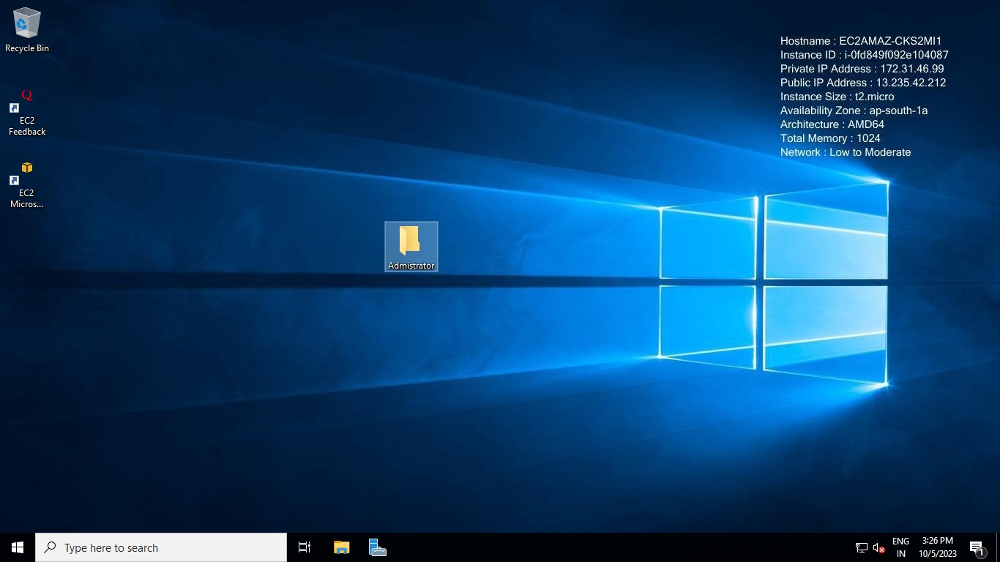 Recycle Bin
EC2
Feedback
EC2
Micros...
Admistrator
Hostname : EC2AMAZ-CKS2MI1
Instance ID : i-0fd849f092e104087
Private IP Address : 172.31.46.99
Public IP Address : 13.235.42.212
Instance Size : t2.micro
Availability Zone : ap-south-1a
Architecture : AMD64
Total Memory : 1024
Network : Low to Moderate
Type here to search
ENG
IN
3:26 PM
10/5/2023
1